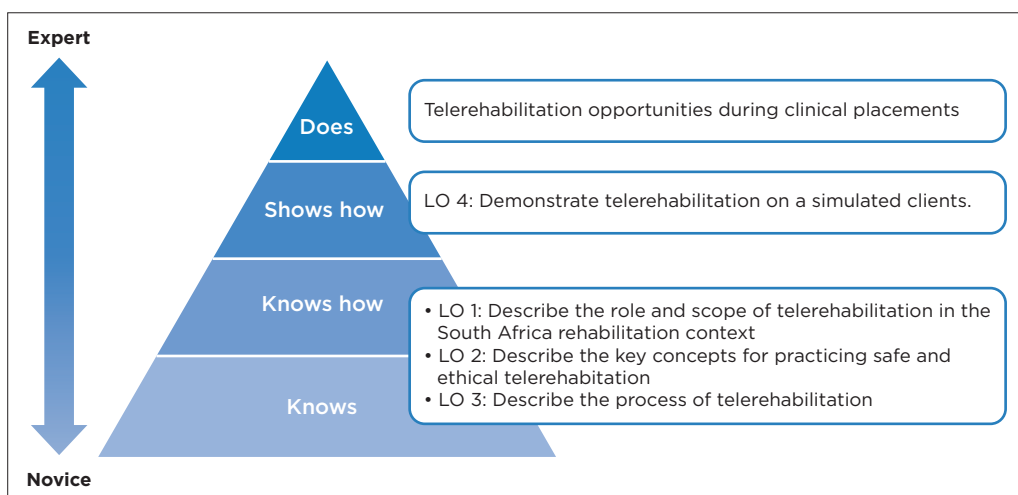 Expert
Does
Telerehabilitation opportunities during clinical placements
Shows how
LO 4: Demonstrate telerehabilitation on a simulated clients.
Knows how
• LO 1: Describe the role and scope of telerehabilitation in the
South Africa rehabilitation context
• LO 2: Describe the key concepts for practicing safe and
ethical telerehabitation
• LO 3: Describe the process of telerehabilitation
Knows
Novice